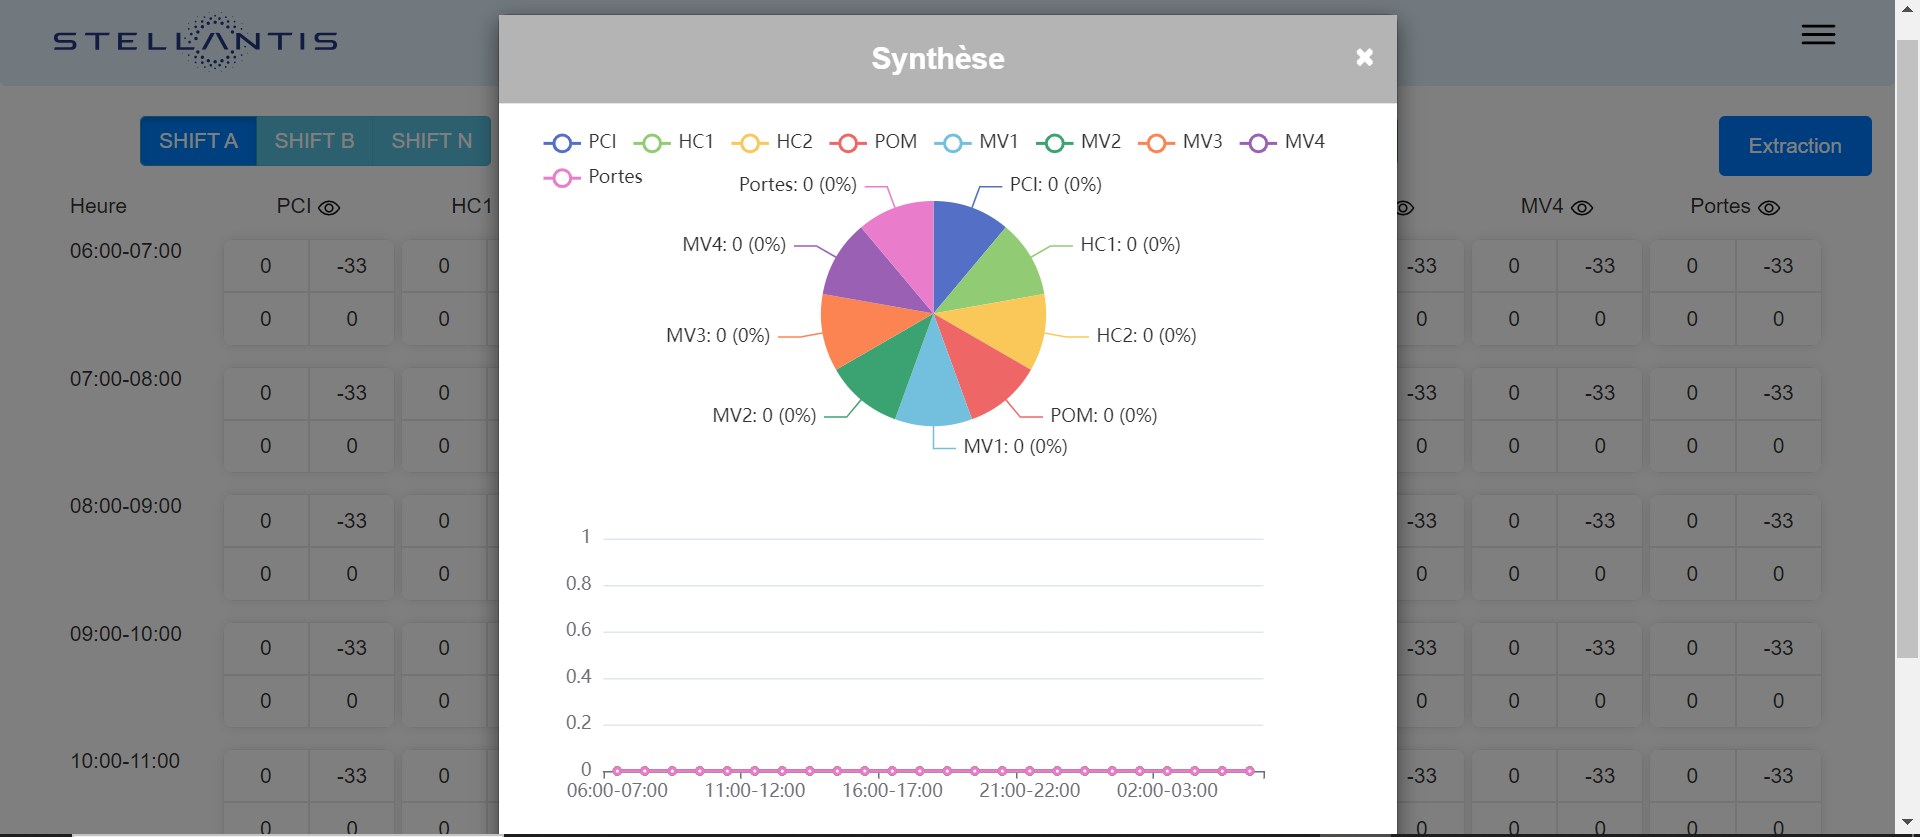 STELLANTIS
Synthèse
SHIFT A SHIFT B SHIFT N
Extraction
PCI HC1 HC2 POM MV1 MV2 MV3 MV4
Portes
Portes: 0 (0%) PCI: 0 (0%)
MV4: 0 (0%) HC1: 0 (0%)
MV3: 0 (0%) HC2: 0 (0%)
MV2: 0 (0%) POM: 0 (0%)
MV1: 0 (0%)
1
0.8
0.6
0.4
0.2
0
06:00-07:00 11:00-12:00 16:00-17:00 21:00-22:00 02:00-03:00
Heure PCI HC1 MV4 Portes
06:00-07:00
0 -33 0 -33 0 -33 0 -33
0 0 0 0 0 0 0 0
07:00-08:00
0 -33 0 -33 0 -33 0 -33
0 0 0 0 0 0 0 0
08:00-09:00
0 -33 0 -33 0 -33 0 -33
0 0 0 0 0 0 0 0
09:00-10:00
0 -33 0 -33 0 -33 0 -33
0 0 0 0 0 0 0 0
10:00-11:00
0 -33 0 -33 0 -33 0 -33
0 0 0 0 0 0 0 0